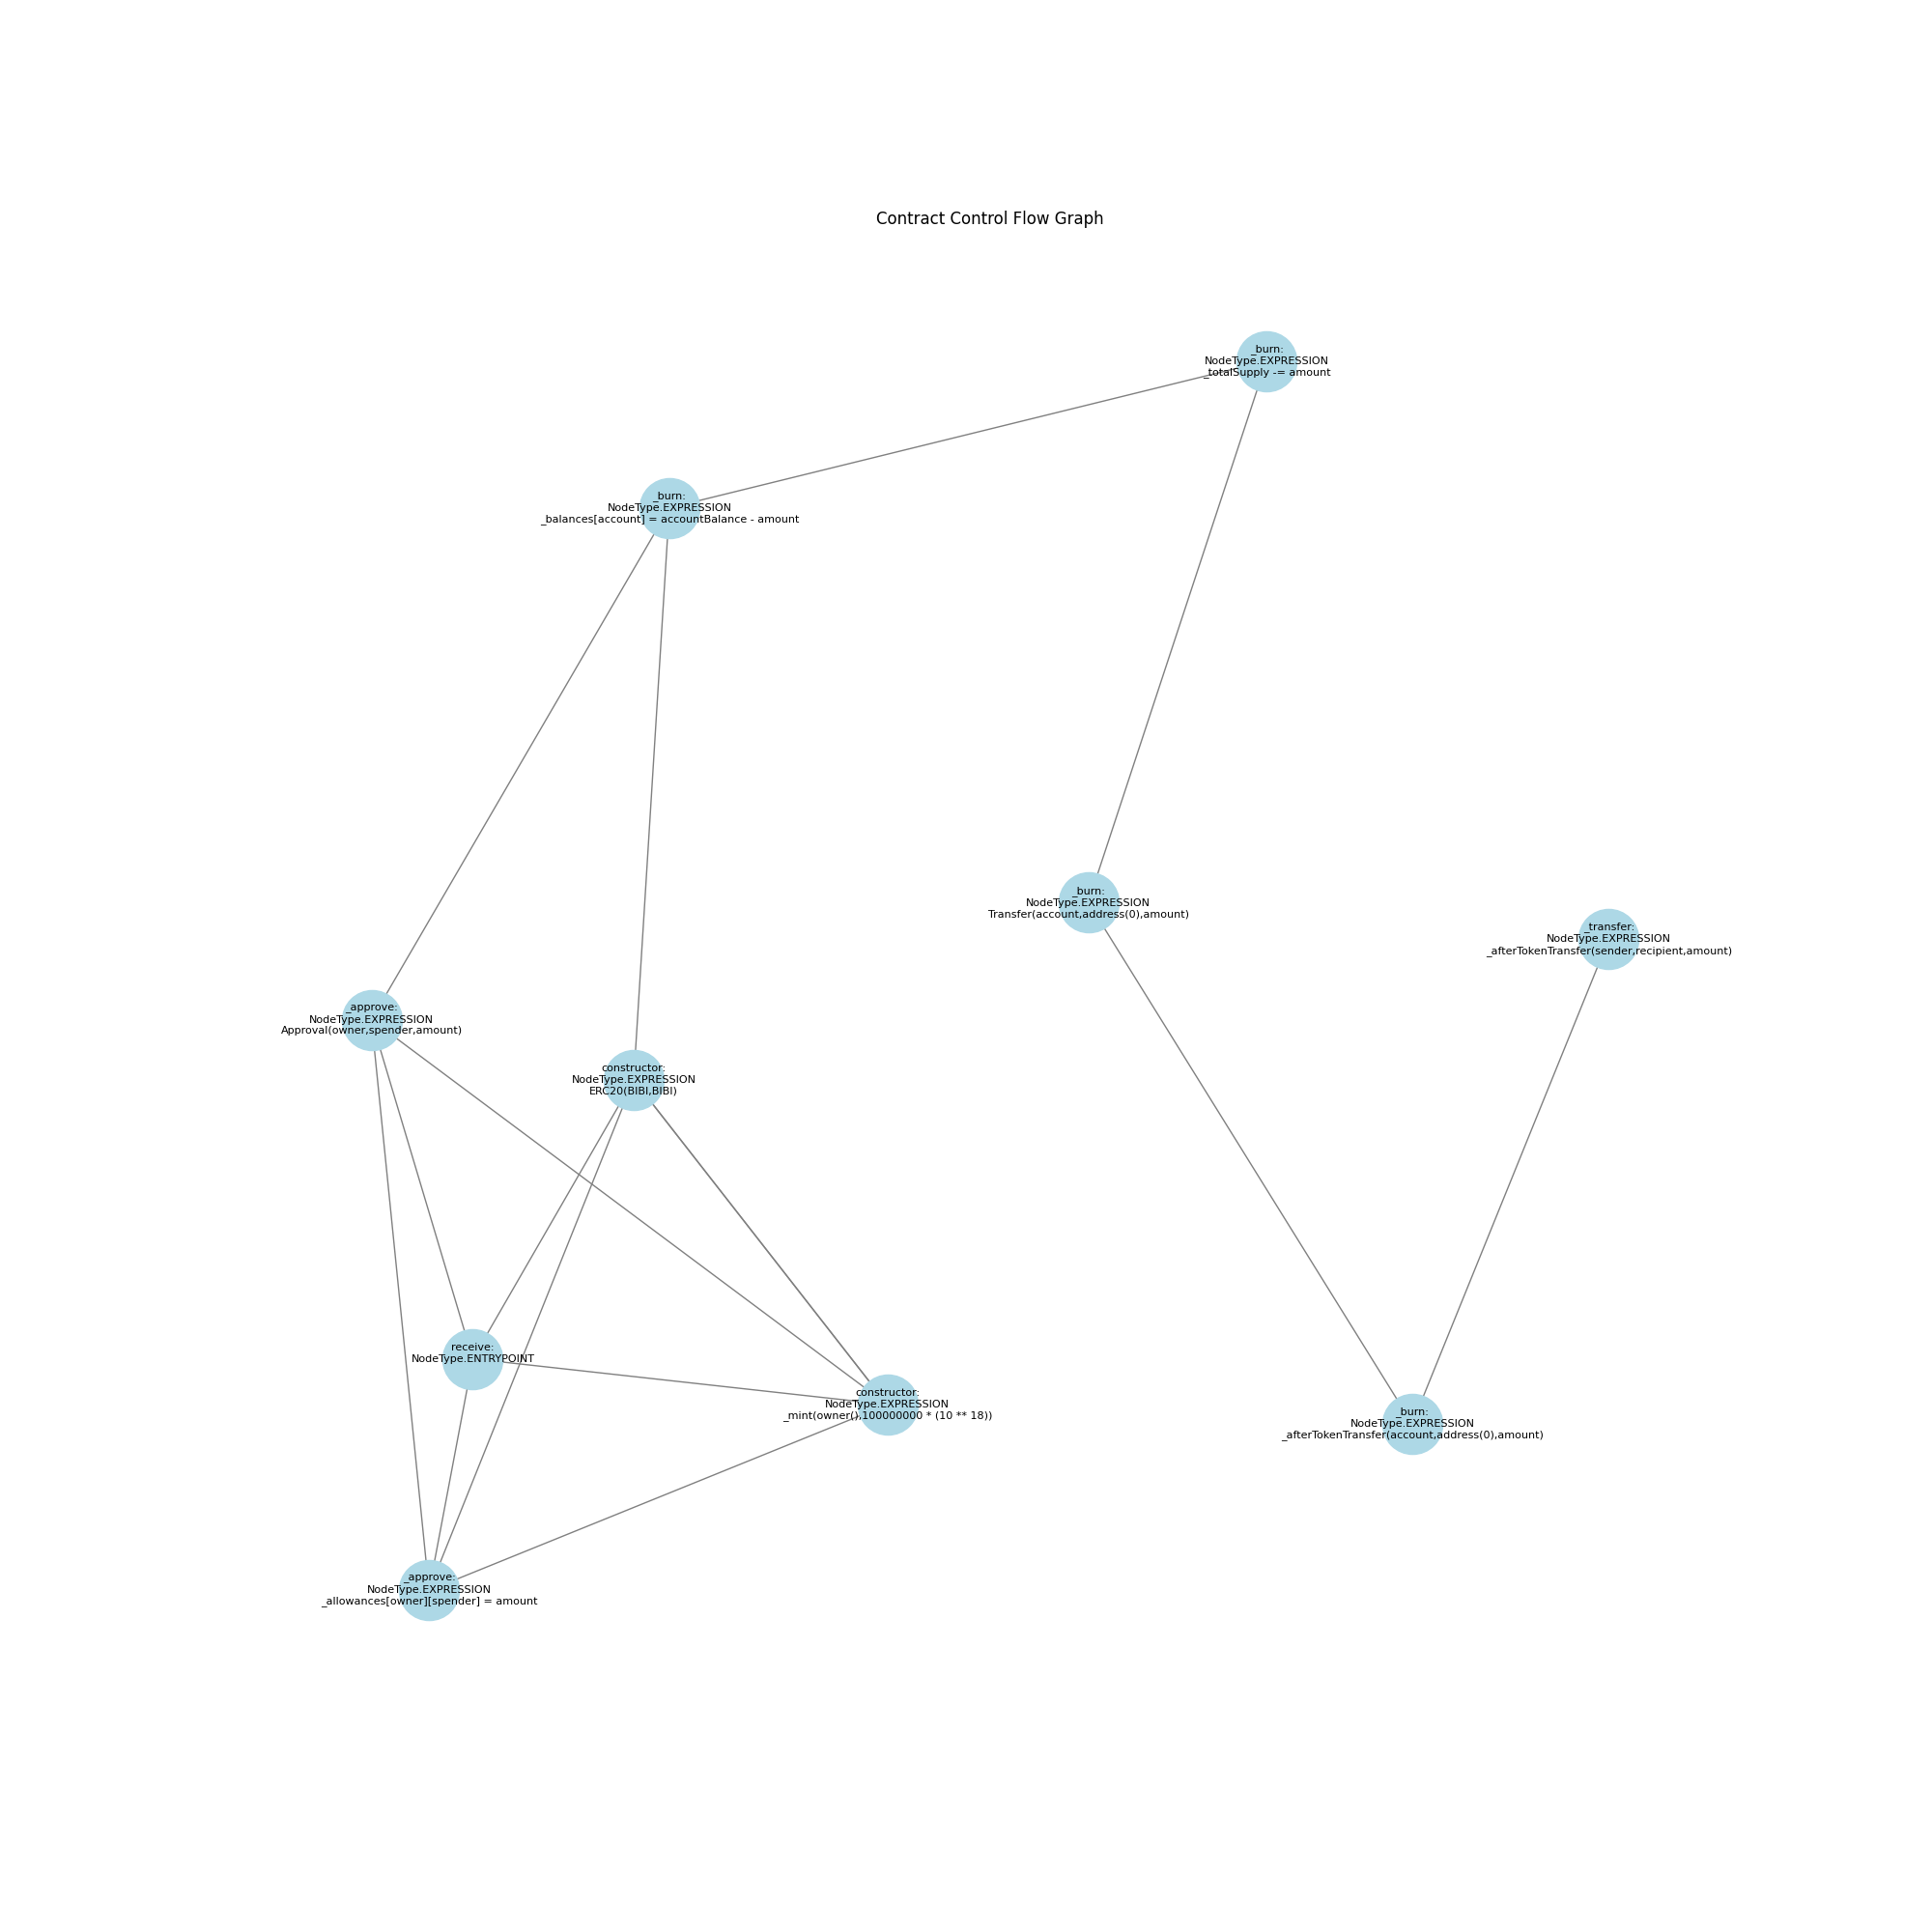 Contract Control Flow Graph
_burn:
NodeType.EXPRESSION
_totalSupply -= amount
_burn:
NodeType.EXPRESSION
_balances[account] = accountBalance - amount
_burn:
NodeType.EXPRESSION
Transfer(account,address(0),amount)
_transfer:
NodeType.EXPRESSION
_afterTokenTransfer(sender,recipient,amount)
_approve:
NodeType.EXPRESSION
Approval(owner,spender,amount)
constructor:
NodeType.EXPRESSION
ERC20(BIBI,BIBI)
receive:
NodeType.ENTRYPOINT
constructor:
NodeType.EXPRESSION
_mint(owner(),100000000 * (10 ** 18))
_burn:
NodeType.EXPRESSION
_afterTokenTransfer(account,address(0),amount)
_approve:
NodeType.EXPRESSION
_allowances[owner][spender] = amount